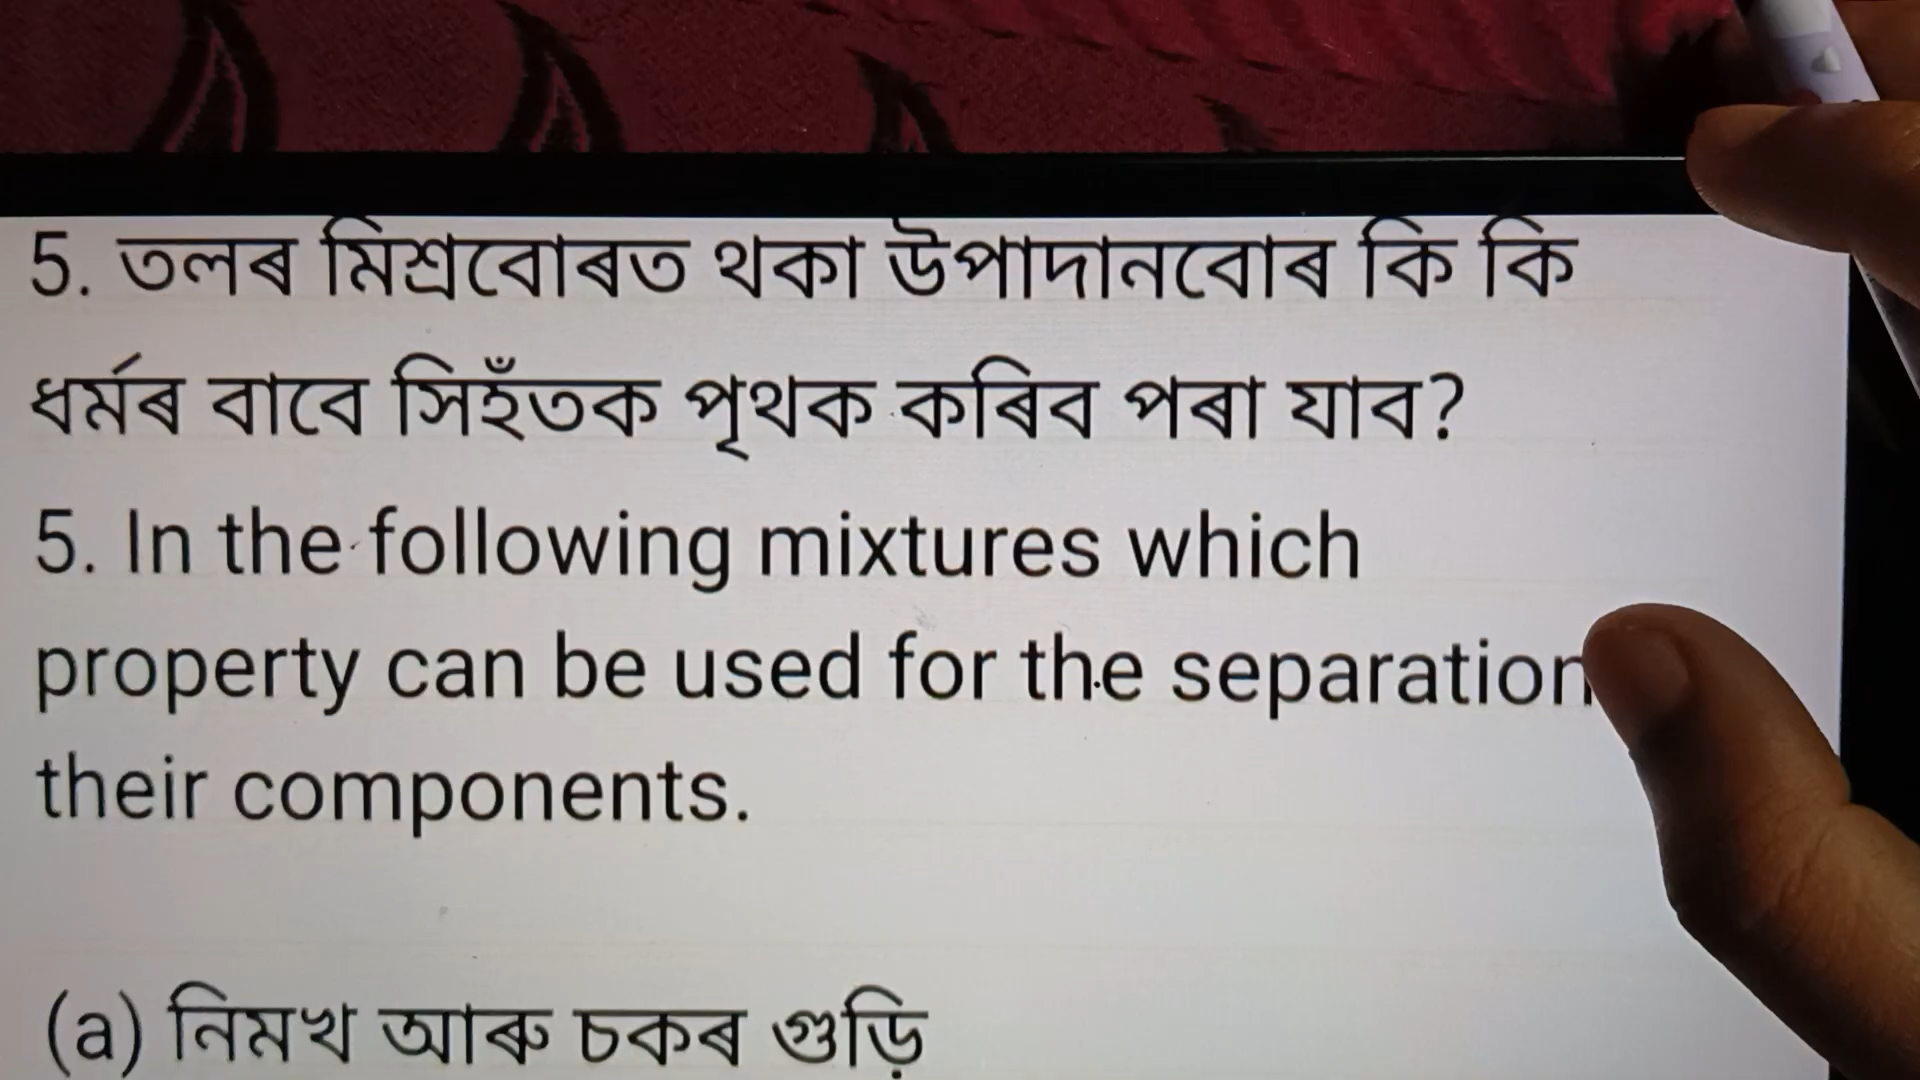 5. তলৰ মিশ্ৰবোৰত থকা উপাদানবোৰ কি কি
ধৰ্মৰ বাবে সিহঁতক পৃথক কৰিব পৰা যাব?
5. In the following mixtures which
property can be used for the separation
their components.
(a) নিমখ আৰু চকৰ গুড়ি